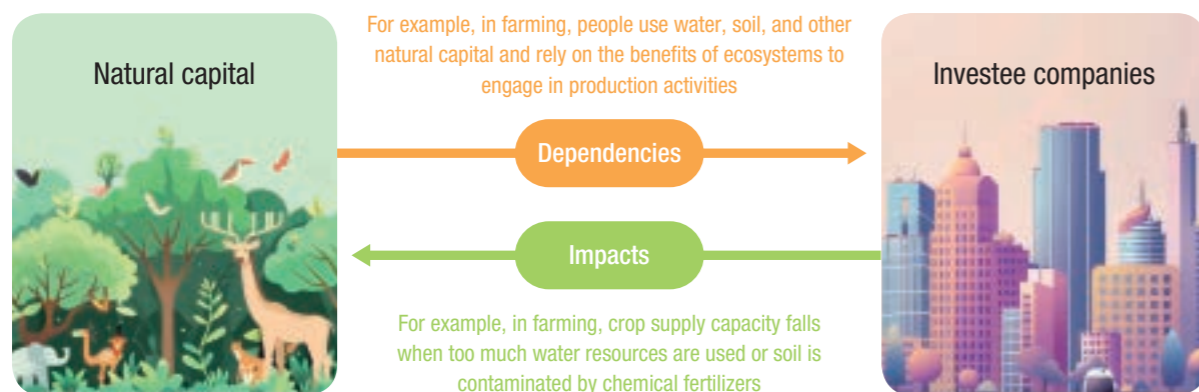 Natural capital
For example, in farming, people use water, soil, and other
natural capital and rely on the benefits of ecosystems to
engage in production activities
Investee companies
Dependencies
Impacts
For example, in farming, crop supply capacity falls
when too much water resources are used or soil is
contaminated by chemical fertilizers